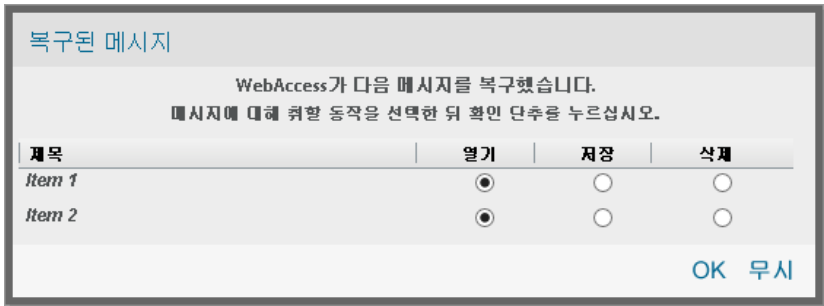 복구된 메시지
WebAccess가 다음 메시지를 복구했습니다.
메시지에 대해 취할 동작을 선택한 뒤 확인 단추를 누르십시오.
제목 열기 저장 삭제
Item 1
Item 2
OK 무시